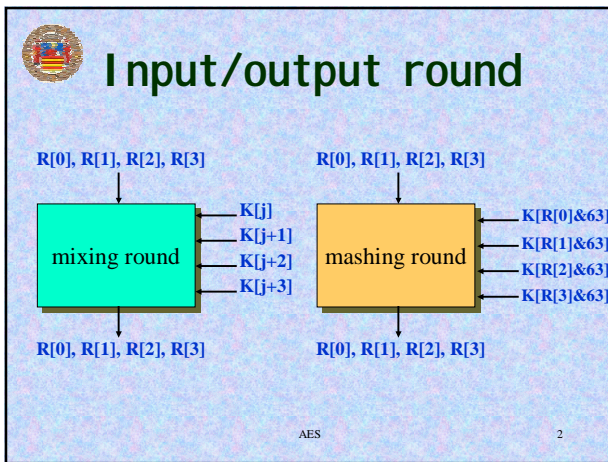 Input/output round
R[0], R[1], R[2], R[3]
mixing round
K[j]
K[j+1]
K[j+2]
K[j+3]
R[0], R[1], R[2], R[3]
R[0], R[1], R[2], R[3]
mashing round
K[R[0]&63]
K[R[1]&63]
K[R[2]&63]
K[R[3]&63]
R[0], R[1], R[2], R[3]
AES
2